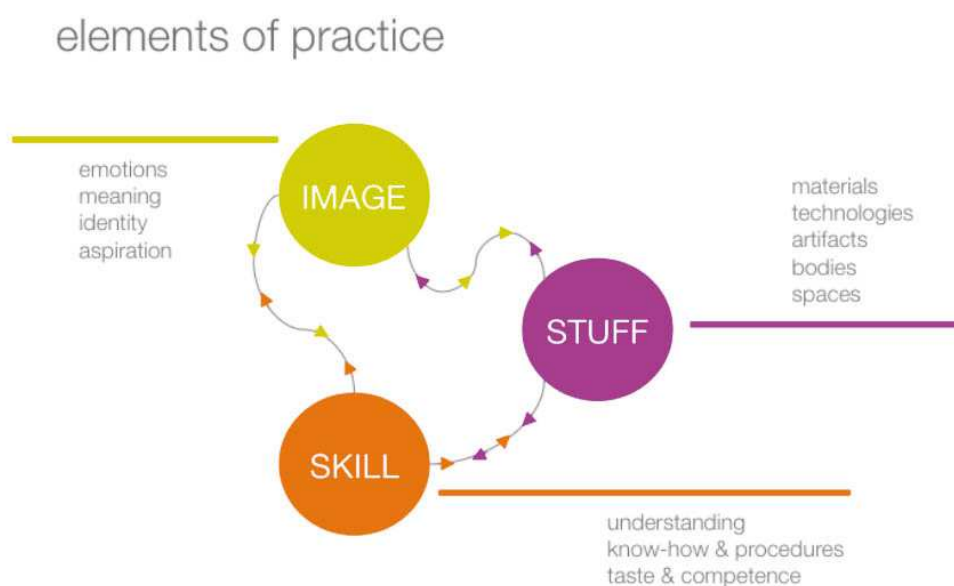 elements of practice
IMAGE
emotions
meaning
identity
aspiration
STUFF
materials
technologies
artifacts
bodies
spaces
SKILL
understanding
know-how & procedures
taste & competence